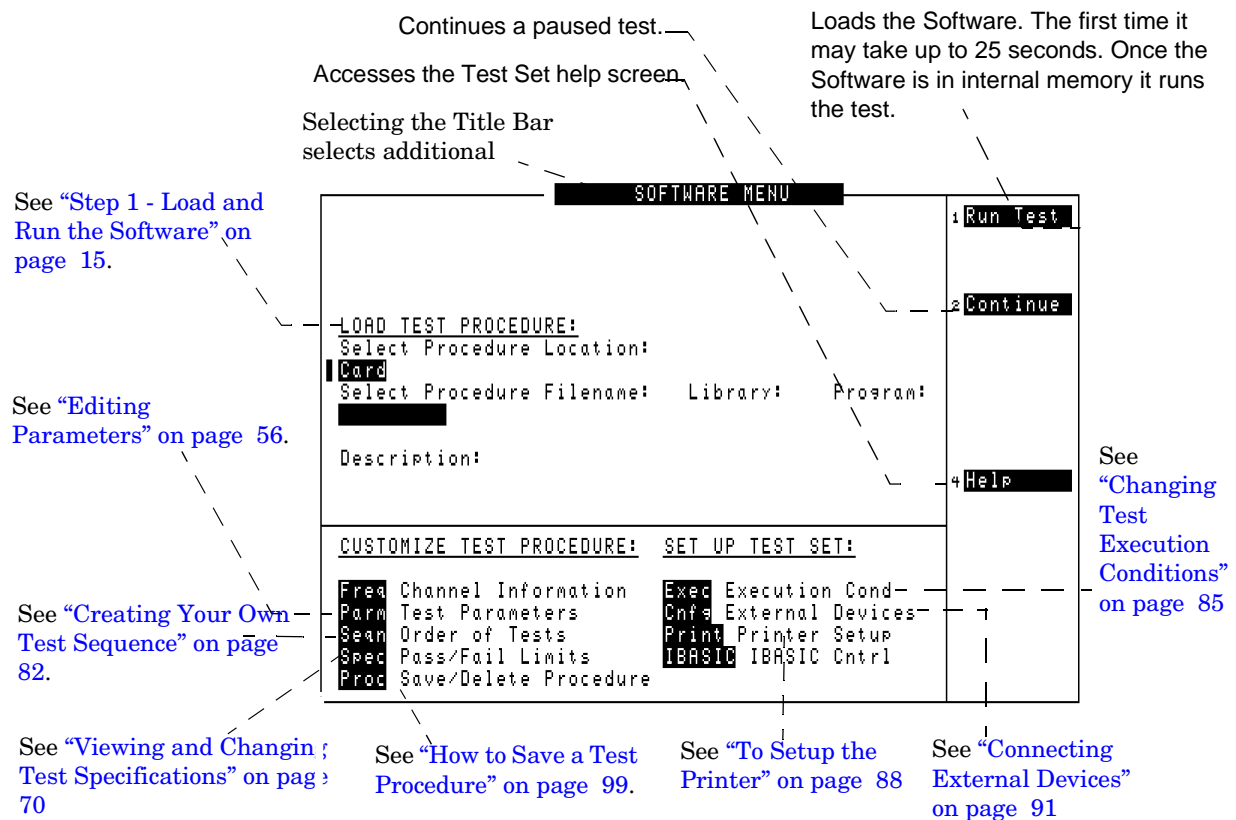 Continues a paused test.
Accesses the Test Set help screen.
Selecting the Title Bar
selects additional
Loads the Software. The first time it
may take up to 25 seconds. Once the
Software is in internal memory it runs
the test.
See “Step 1 - Load and
Run the Software” on
page 15.
SOFTWARE MENU
1 Run Test
2 Continue
LOAD TEST PROCEDURE:
Select Procedure Location:
Card
Select Procedure Filename: Library: Program:
Description:
4 Help
See “Editing
Parameters” on page 56.
See
“Changing
Test
Execution
Conditions”
on page 85
CUSTOMIZE TEST PROCEDURE: SET UP TEST SET:
Freq Channel Information Exec Execution Cond
Parm Test Parameters Cnfg External Devices
Seqn Order of Tests Print Printer Setup
Spec Pass/Fail Limits IBASIC IBASIC Cntrl
Proc Save/Delete Procedure
See “Creating Your Own
Test Sequence” on page
82.
See “Viewing and Changing
Test Specifications” on page
70
See “How to Save a Test
Procedure” on page 99.
See “To Setup the
Printer” on page 88
See “Connecting
External Devices”
on page 91